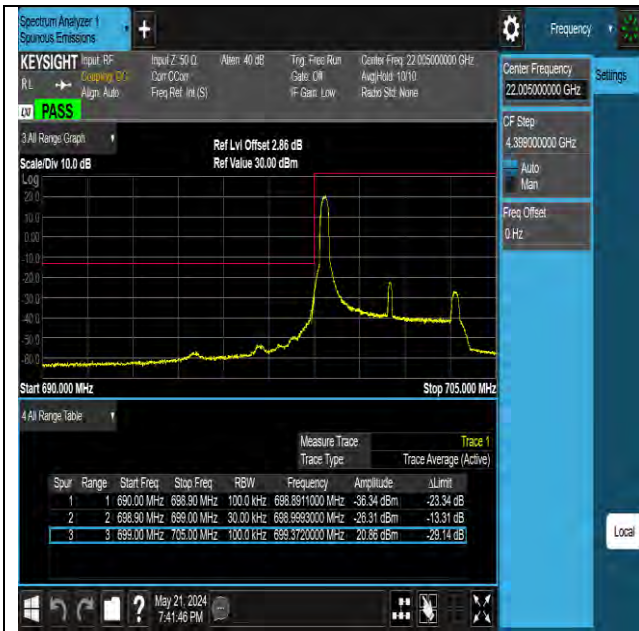 Spectrum Analyzer 1
Spurious Emissions
Frequency
KEYSIGHT
RL
Input: RF
Coupling: DC
Align: Auto
Input Z: 50 Ω
Corr CCorr
Freq Ref: Int (S)
Atten: 40 dB
Trig: Free Run
Gate: Off
IF Gain: Low
Center Freq: 22.005000000 GHz
Avg|Hold: 10/10
Radio Std: None
LXI
PASS
3 All Range Graph
Scale/Div 10.0 dB
Ref Lvl Offset 2.86 dB
Ref Value 30.00 dBm
Log
20.0
10.0
0.00
-10.0
-20.0
-30.0
-40.0
-50.0
-60.0
Start 690.000 MHz
Stop 705.000 MHz
4 All Range Table
Measure Trace Trace 1
Trace Type Trace Average (Active)
Spur Range Start Freq Stop Freq RBW Frequency Amplitude ΔLimit
1 1 690.00 MHz 698.90 MHz 100.0 kHz 698.8911000 MHz -36.34 dBm -23.34 dB
2 2 698.90 MHz 699.00 MHz 30.00 kHz 698.9993000 MHz -26.31 dBm -13.31 dB
3 3 699.00 MHz 705.00 MHz 100.0 kHz 699.3720000 MHz 20.86 dBm -29.14 dB
Center Frequency
22.005000000 GHz
Settings
CF Step
4.399000000 GHz
Auto
Man
Freq Offset
0 Hz
Local
?
May 21, 2024
7:41:46 PM